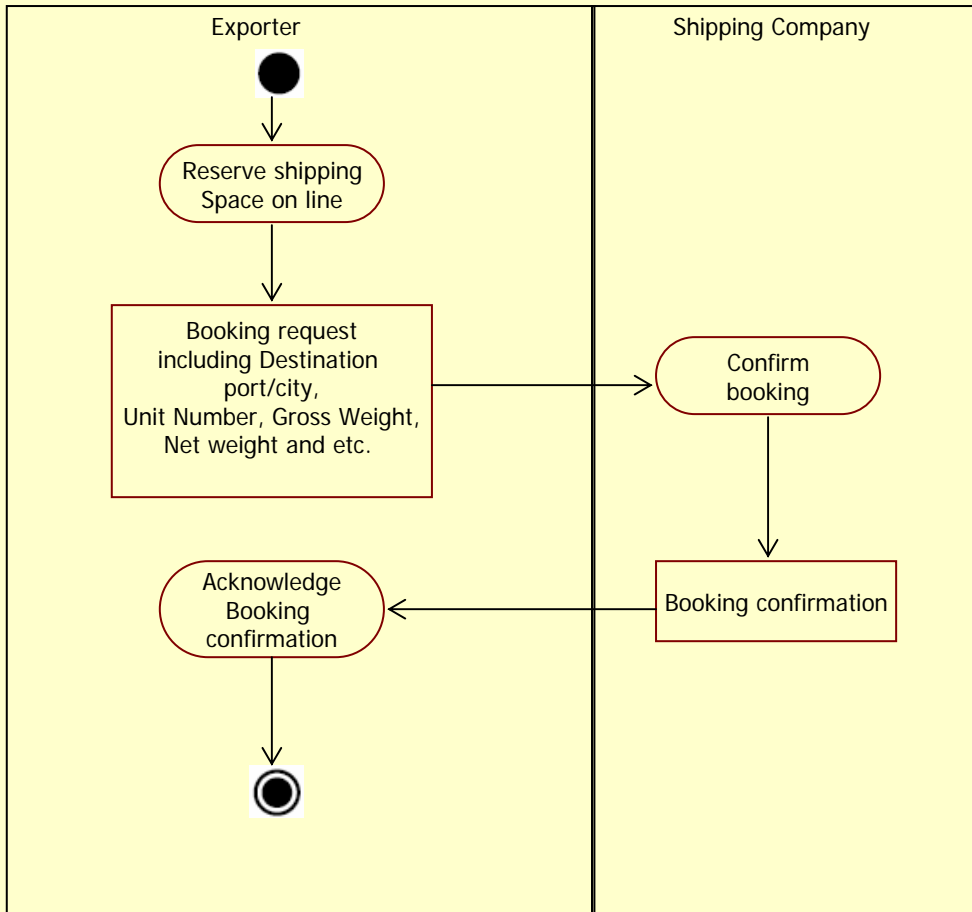 Exporter
Shipping Company
Reserve shipping
Space on line
Booking request
including Destination
port/city,
Unit Number, Gross Weight,
Net weight and etc.
Confirm
booking
Booking confirmation
Acknowledge
Booking
confirmation